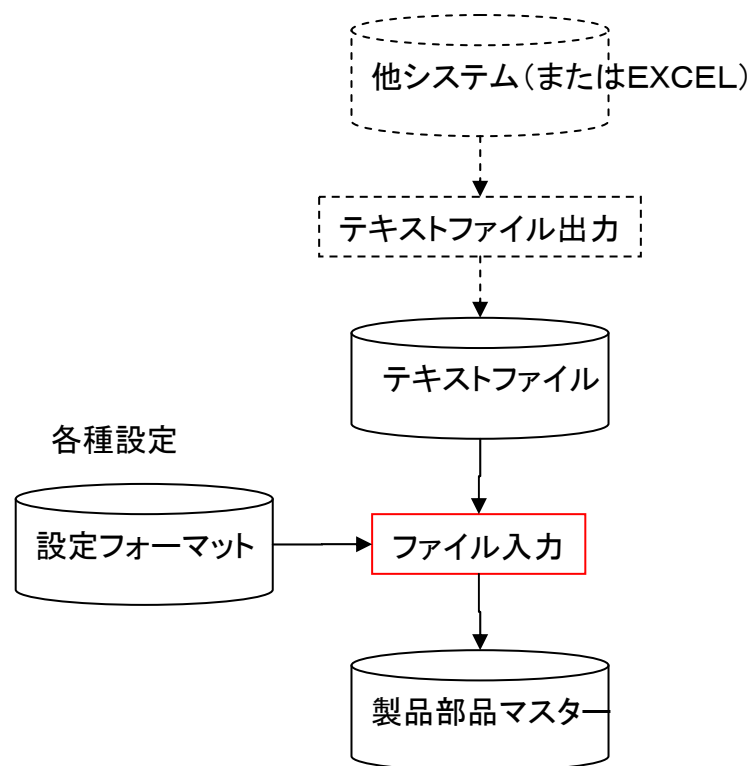 他システム（またはEXCEL）
テキストファイル出力
テキストファイル
各種設定
設定フォーマット
ファイル入力
製品部品マスター